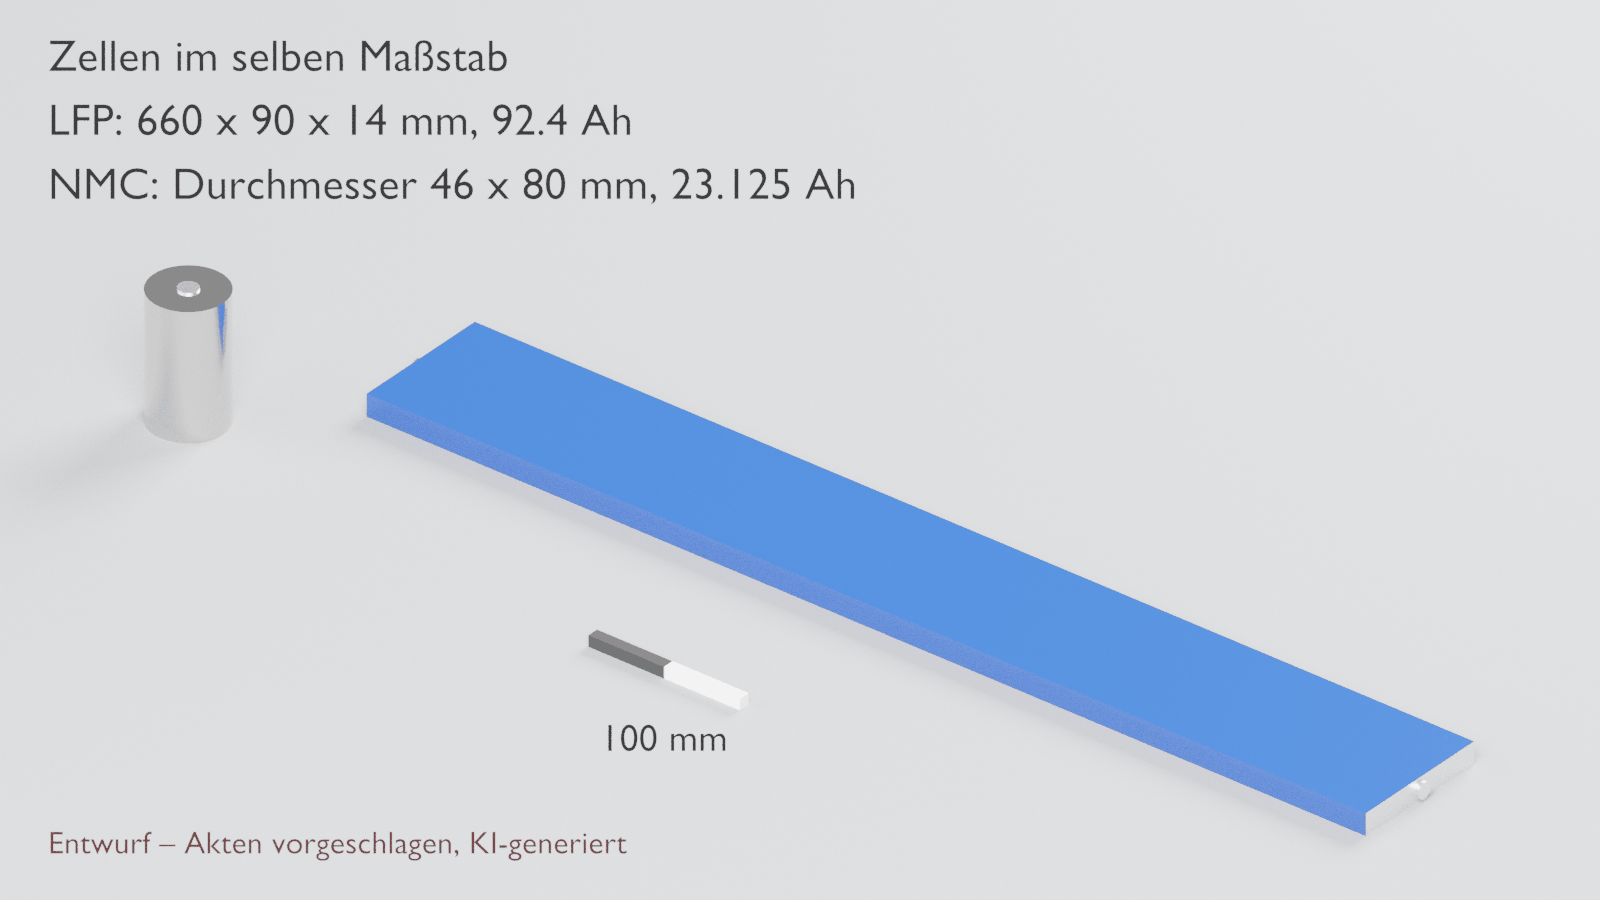 Zellen im selben Maßstab
LFP: 660 x 90 x 14 mm, 92.4 Ah
NMC: Durchmesser 46 x 80 mm, 23.125 Ah
100 mm
Entwurf – Akten vorgeschlagen, KI-generiert